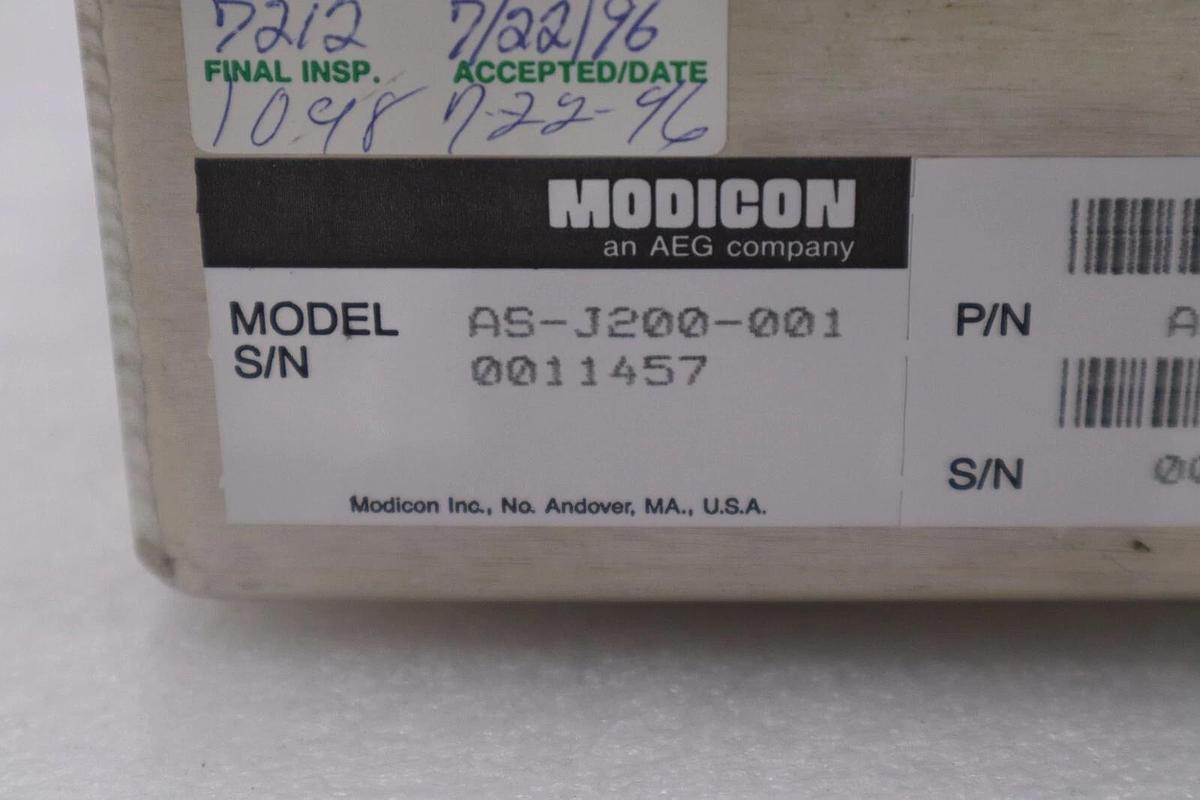 7212 7/22/96
FINAL INSP. ACCEPTED/DATE
1098 7-22-96
MODICON
an AEG company
MODEL AS-J200-001
S/N 0011457
Modicon Inc., No. Andover, MA., U.S.A.
P/N A
S/N 00